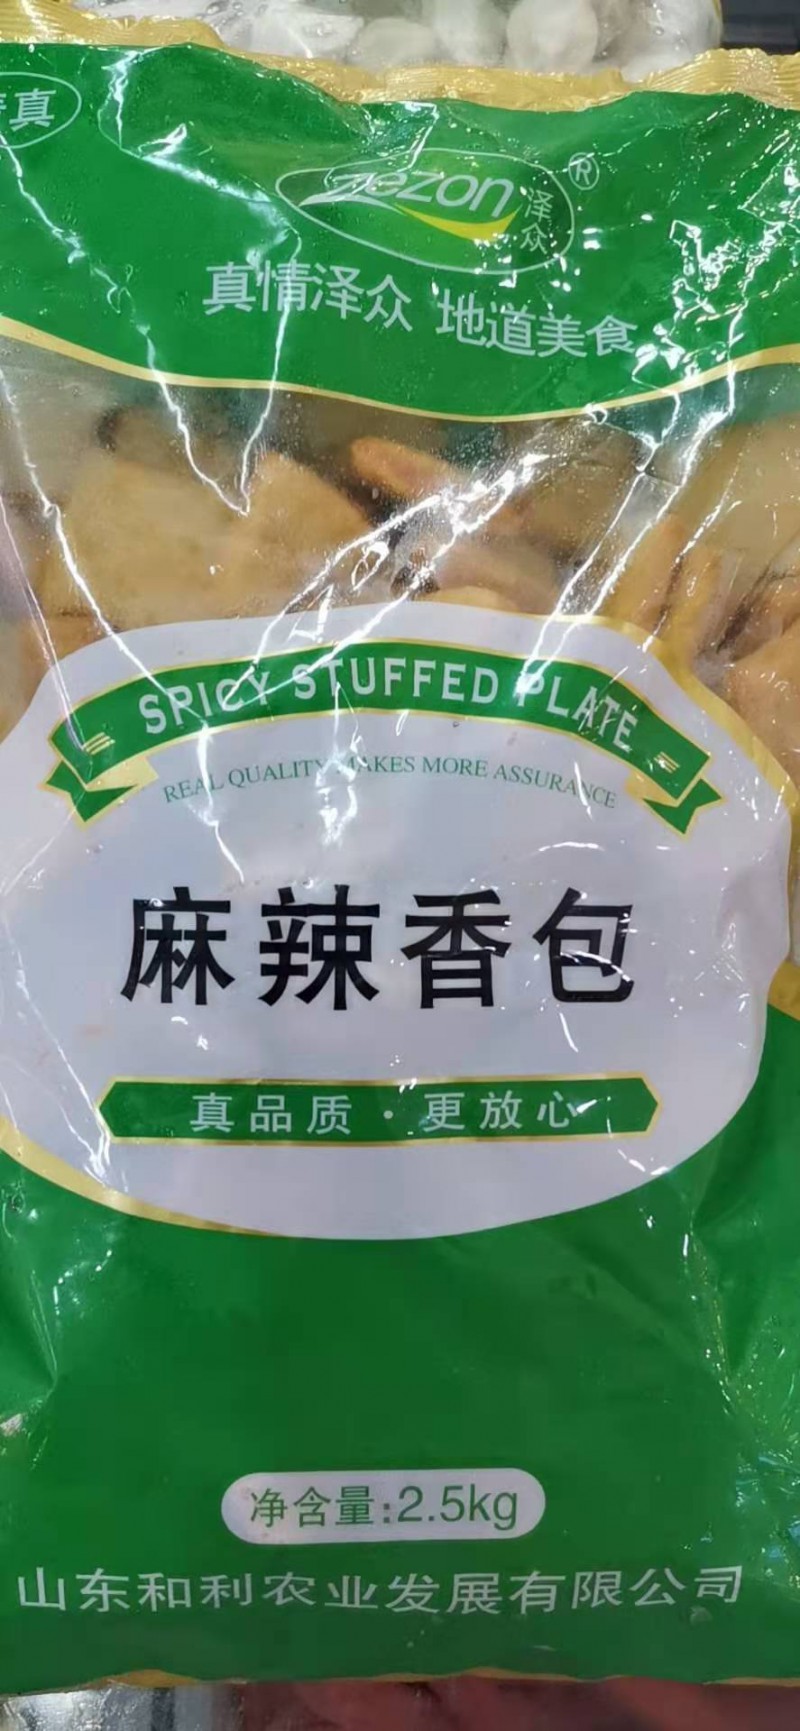 真
zezon 泽众 ®
真情泽众 地道美食
SPICY STUFFED PLATE
REAL QUALITY MAKES MORE ASSURANCE
麻辣香包
真品质·更放心
净含量:2.5kg
山东和利农业发展有限公司